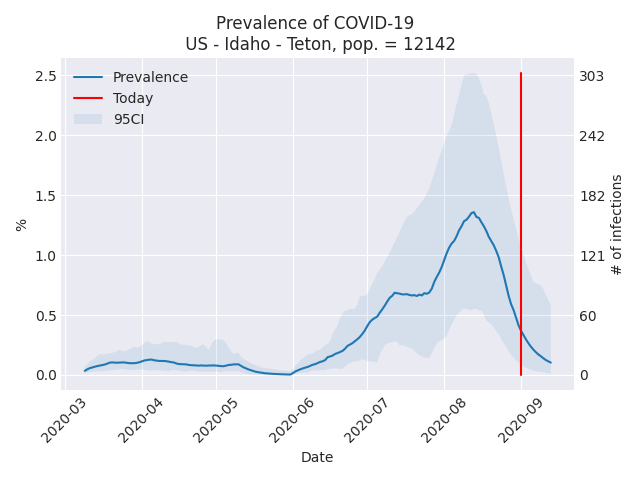 Prevalence of COVID-19
US - Idaho - Teton, pop. = 12142
Prevalence
Today
95CI
2.5
2.0
1.5
1.0
0.5
0.0
%
303
242
182
121
60
0
# of infections
2020-03
2020-04
2020-05
2020-06
2020-07
2020-08
2020-09
Date